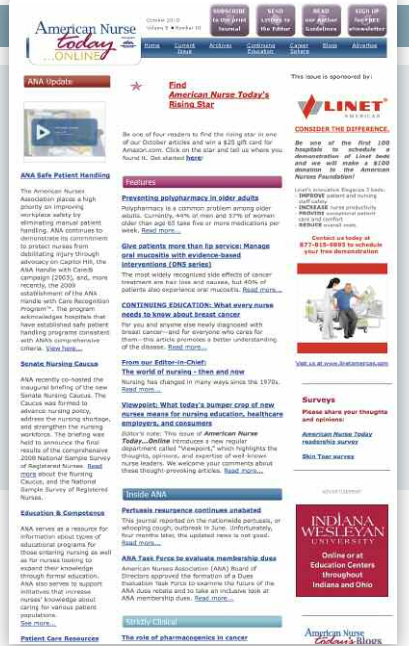 American Nurse
today
...ONLINE
October 2010
Volume 5 Number 10
SUBSCRIBE
to the print
Journal
SEND
Letters to
the Editor
READ
our Author
Guidelines
SIGN UP
for FREE
eNewsletter
Home
Current
Issue
Archives
Continuing
Education
Career
Sphere
Blogs
Advertise
ANA Update
ANA Safe Patient Handling
The American Nurses
Association places a high
priority on improving
workplace safety by
eliminating manual patient
handling. ANA continues to
demonstrate its commitment
to protect nurses from
debilitating injury through
advocacy on Capitol Hill, the
ANA Handle with Care®
campaign (2003), and, more
recently, the 2009
establishment of the ANA
Handle with Care Recognition
Program™. The program
acknowledges hospitals that
have established safe patient
handling programs consistent
with ANA's comprehensive
criteria. View here...
Senate Nursing Caucus
ANA recently co-hosted the
inaugural briefing of the new
Senate Nursing Caucus. The
Caucus was formed to
advance nursing policy,
address the nursing shortage,
and strengthen the nursing
workforce. The briefing was
held to announce the final
results of the comprehensive
2008 National Sample Survey
of Registered Nurses. Read
more about the Nursing
Caucus, and the National
Sample Survey of Registered
Nurses.
Education & Competence
ANA serves as a resource for
information about types of
educational programs for
those entering nursing as well
as for nurses looking to
expand their knowledge
through formal education.
ANA also serves to support
initiatives that increase
nurses' knowledge about
caring for various patient
populations.
See more...
Patient Care Resources
Find
American Nurse Today's
Rising Star
Be one of four readers to find the rising star in one
of our October articles and win a $25 gift card for
Amazon.com. Click on the star and tell us where you
found it. Get started here!
Features
Preventing polypharmacy in older adults
Polypharmacy is a common problem among older
adults. Currently, 44% of men and 57% of women
older than age 65 take five or more medications per
week. Read more...
Give patients more lip service: Manage
oral mucositis with evidence-based
interventions (ONS series)
The most widely recognized side effects of cancer
treatment are hair loss and nausea, but 40% of
patients also experience oral mucositis. Read more...
CONTINUING EDUCATION: What every nurse
needs to know about breast cancer
For you and anyone else newly diagnosed with
breast cancer—and for everyone who cares for
them—this article promotes a better understanding
of the disease. Read more...
From our Editor-in-Chief:
The world of nursing - then and now
Nursing has changed in many ways since the 1970s.
Read more...
Viewpoint: What today's bumper crop of new
nurses means for nursing education, healthcare
employers, and consumers
Editor's note: This issue of American Nurse
Today...Online introduces a new regular
department called "Viewpoint," which highlights the
thoughts, opinions, and expertise of well-known
nurse leaders. We welcome your comments about
these thought-provoking articles. Read more...
Inside ANA
Pertussis resurgence continues unabated
This journal reported on the nationwide pertussis, or
whooping cough, outbreak in June. Unfortunately,
four months later, the updated news is not good.
Read more...
ANA Task Force to evaluate membership dues
American Nurses Association (ANA) Board of
Directors approved the formation of a Dues
Evaluation Task Force to examine the future of the
ANA dues rebate and to take an inclusive look at
ANA membership dues. Read more...
Strictly Clinical
The role of pharmacogenics in cancer
This issue is sponsored by:
LINET
AMERICAS
CONSIDER THE DIFFERENCE.
Be one of the first 100
hospitals to schedule a
demonstration of Linet beds
and we will make a $100
donation to the American
Nurses Foundation!
Linet's innovative Eleganza 3 beds:
- IMPROVE patient and nursing
staff safety
- INCREASE nurse productivity
- PROVIDE exceptional patient
care and comfort
- REDUCE overall costs.
Contact us today at
877-815-9895 to schedule
your free demonstration
Visit us at www.linetamericas.com
Surveys
Please share your thoughts
and opinions:
American Nurse Today
readership survey
Skin Tear survey
ADVERTISEMENT
INDIANA
WESLEYAN
UNIVERSITY
Online or at
Education Centers
throughout
Indiana and Ohio
American Nurse
Today's Blogs